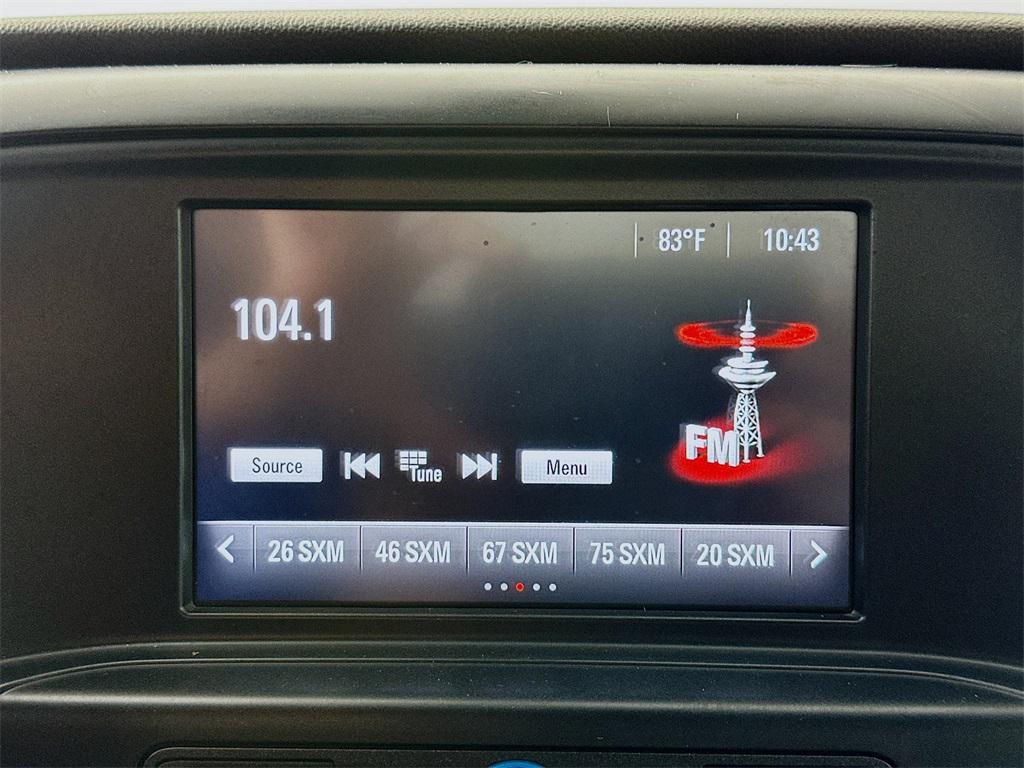 83°F 10:43
104.1
FM
Source Tune Menu
26 SXM 46 SXM 67 SXM 75 SXM 20 SXM